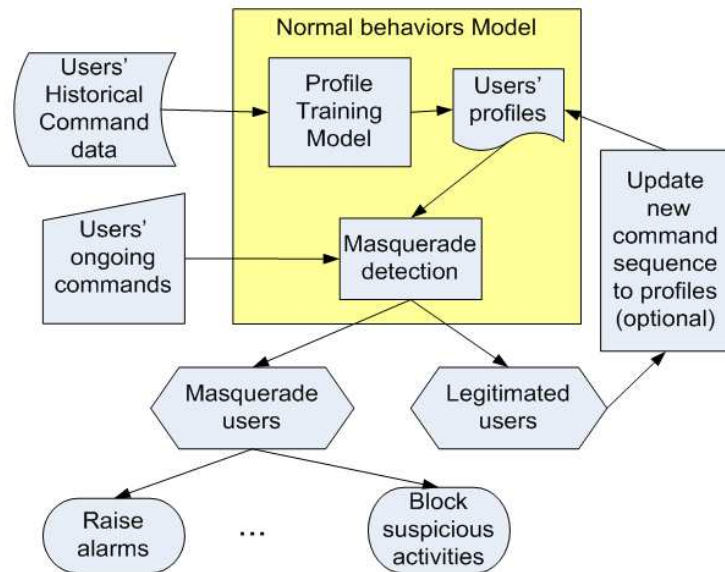 Normal behaviors Model
Users'
Historical
Command
data
Profile
Training
Model
Users'
profiles
Update
new
command
sequence
to profiles
(optional)
Users'
ongoing
commands
Masquerade
detection
Masquerade
users
Legitimated
users
Raise
alarms
...
Block
suspicious
activities